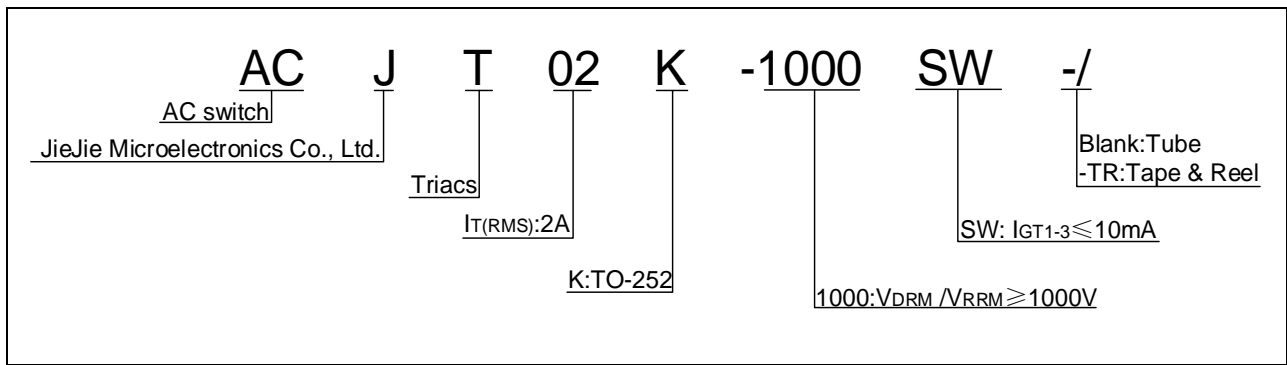 AC J T 02 K -1000 SW -/
AC switch
JieJie Microelectronics Co., Ltd.
Blank:Tube
-TR:Tape & Reel
Triacs
IT(RMS):2A
SW: IGT1-3≤10mA
K:TO-252
1000:VDRM /VRRM≥1000V